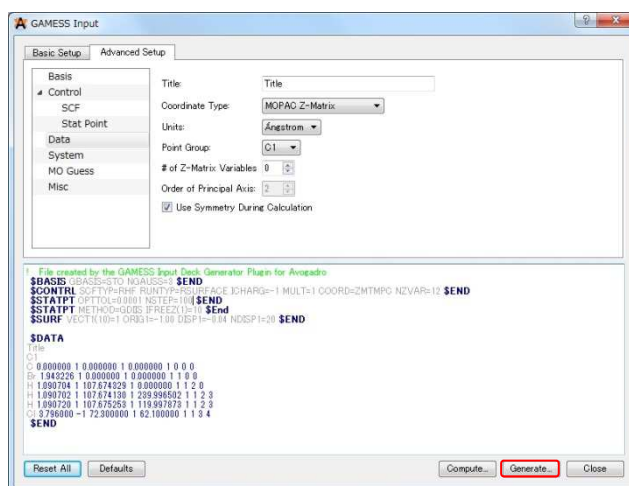 GAMESS Input
Basic Setup
Advanced Setup
Basis
Control
SCF
Stat Point
Data
System
MO Guess
Misc
Title: Title
Coordinate Type: MOPAC Z-Matrix
Units: Ångstrom
Point Group: C1
# of Z-Matrix Variables 0
Order of Principal Axis: 2
Use Symmetry During Calculation
! File created by the GAMESS Input Deck Generator Plugin for Avogadro
$BASIS GBASIS=STO NGAUSS=3 $END
$CONTRL SCFTYP=RHF RUNTYP=RSURFACE ICHARG=-1 MULT=1 COORD=ZMTMPC NZVAR=12 $END
$STATPT OPTTOL=0.0001 NSTEP=100 $END
$STATPT METHOD=GDIIS IFREEZ(1)=10 $End
$SURF VECT1(10)=1 ORIG1=-1.00 DISP1=-0.04 NDISP1=20 $END
$DATA
Title
C1
C 0.000000 1 0.000000 1 0.000000 1 0 0 0
Br 1.943226 1 0.000000 1 0.000000 1 1 0 0
H 1.090704 1 107.674329 1 0.000000 1 1 2 0
H 1.090702 1 107.674130 1 239.996502 1 1 2 3
H 1.090720 1 107.675253 1 119.997873 1 1 2 3
Cl 3.796000 -1 72.300000 1 62.100000 1 1 3 4
$END
Reset All
Defaults
Compute...
Generate...
Close